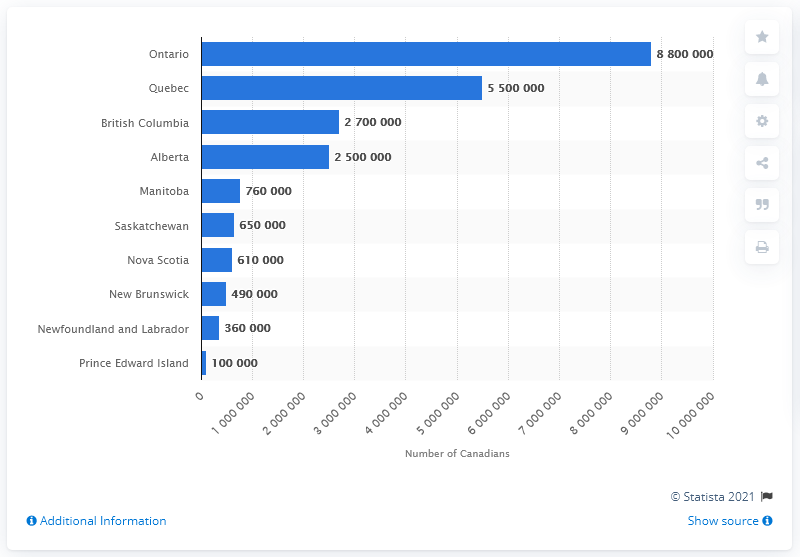 Ontario 8 800 000
Quebec 5 500 000
British Columbia 2 700 000
Alberta 2 500 000
Manitoba 760 000
Saskatchewan 650 000
Nova Scotia 610 000
New Brunswick 490 000
Newfoundland and Labrador 360 000
Prince Edward Island 100 000
0 1 000 000 2 000 000 3 000 000 4 000 000 5 000 000 6 000 000 7 000 000 8 000 000 9 000 000 10 000 000
Number of Canadians
© Statista 2021
Additional Information Show source